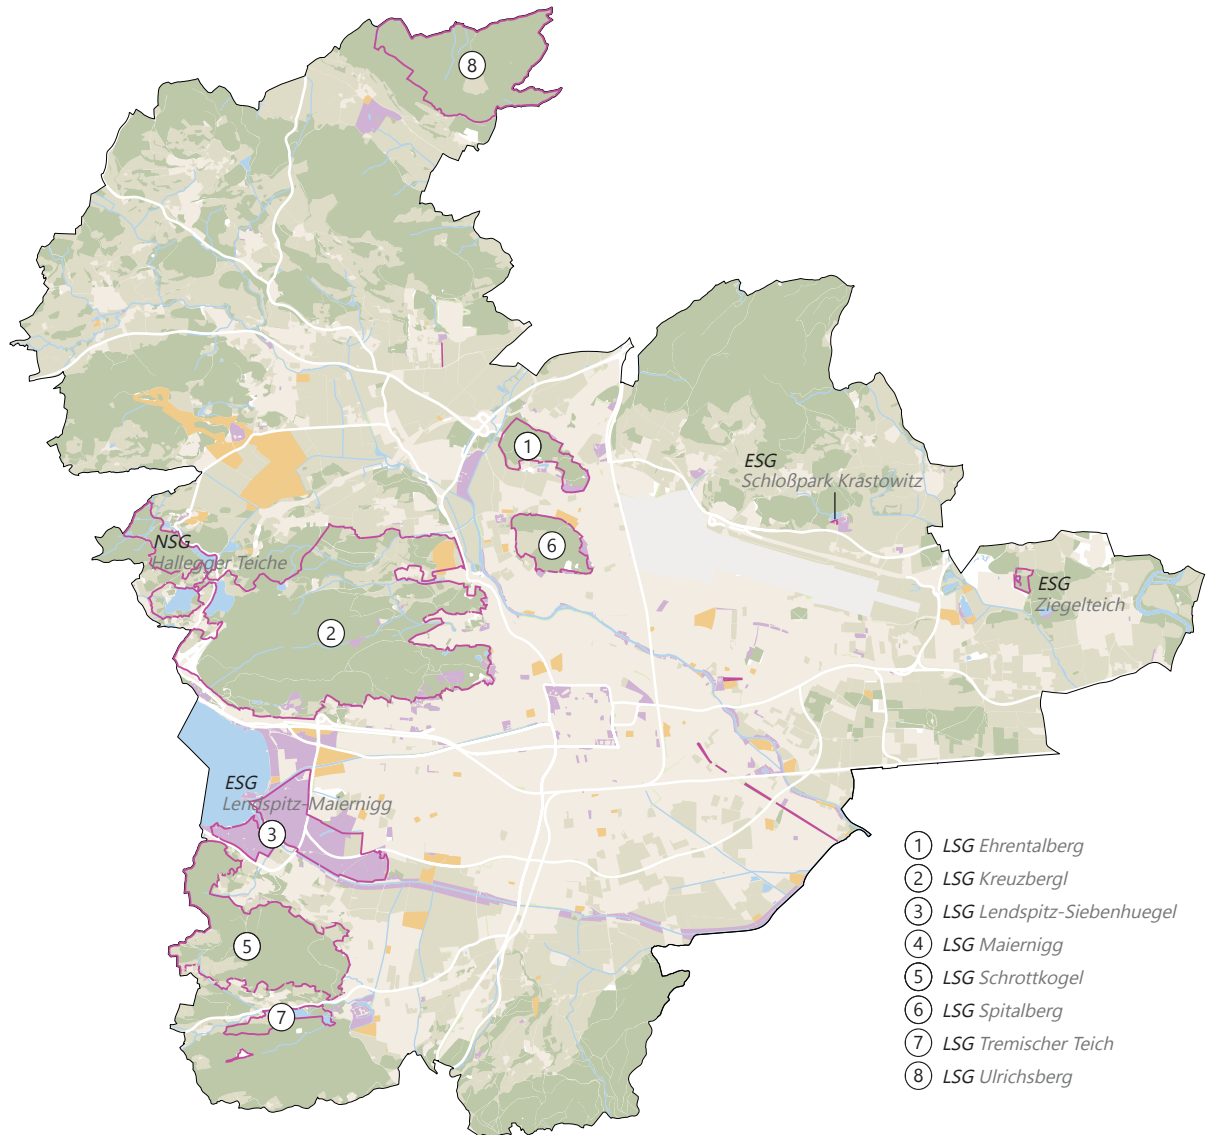 8
1
ESG
Schloßpark Krastowitz
NSG
Hallegger Teiche
6
ESG
Ziegelteich
2
ESG
Lendspitz-Maiernigg
3
5
7
1 LSG Ehrentalberg
2 LSG Kreuzbergl
3 LSG Lendspitz-Siebenhuegel
4 LSG Maiernigg
5 LSG Schrottkogel
6 LSG Spitalberg
7 LSG Tremischer Teich
8 LSG Ulrichsberg